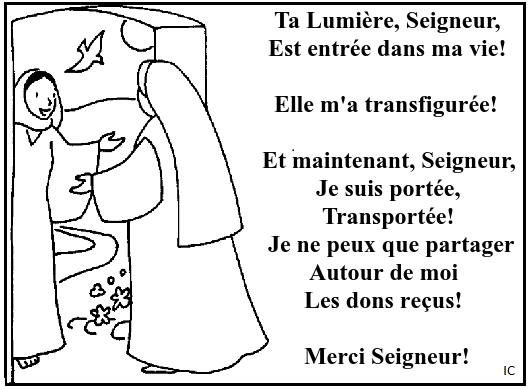 Ta Lumière, Seigneur,
Est entrée dans ma vie!
Elle m'a transfigurée!
Et maintenant, Seigneur,
Je suis portée,
Transportée!
Je ne peux que partager
Autour de moi
Les dons reçus!
Merci Seigneur!
IC